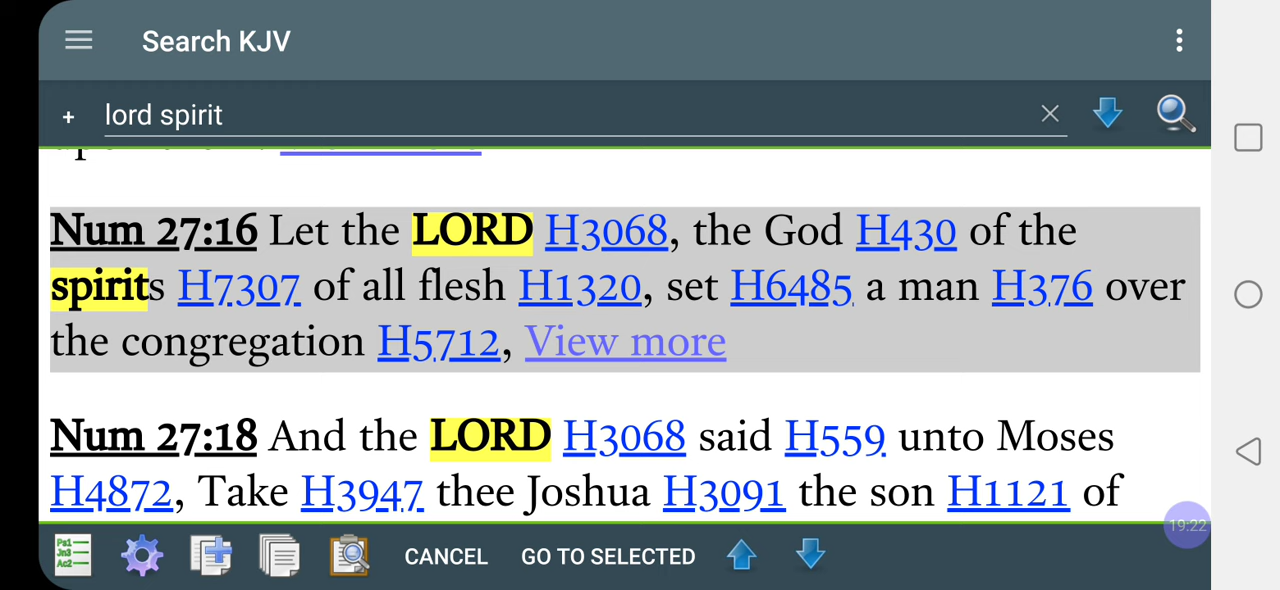 Search KJV
+ lord spirit
Num 27:16 Let the LORD H3068, the God H430 of the
spirits H7307 of all flesh H1320, set H6485 a man H376 over
the congregation H5712, View more
Num 27:18 And the LORD H3068 said H559 unto Moses
H4872, Take H3947 thee Joshua H3091 the son H1121 of
19:22
Ps1
Jn3
Ac2
CANCEL GO TO SELECTED